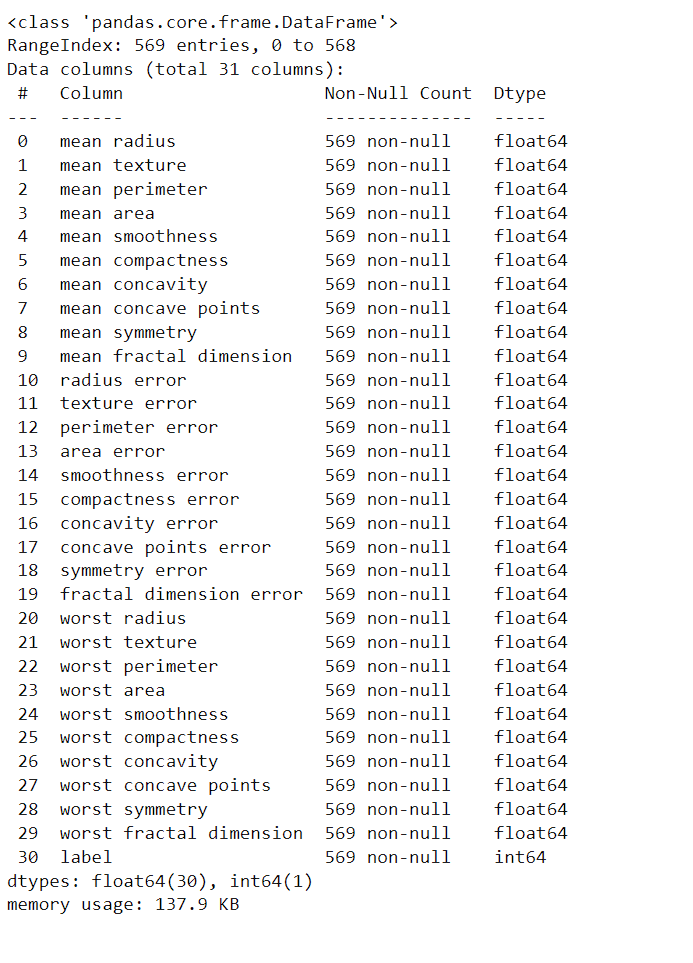 <class 'pandas.core.frame.DataFrame'>
RangeIndex: 569 entries, 0 to 568
Data columns (total 31 columns):
 #   Column                   Non-Null Count  Dtype
---  ------                   --------------  -----
 0   mean radius              569 non-null    float64
 1   mean texture             569 non-null    float64
 2   mean perimeter           569 non-null    float64
 3   mean area                569 non-null    float64
 4   mean smoothness          569 non-null    float64
 5   mean compactness         569 non-null    float64
 6   mean concavity           569 non-null    float64
 7   mean concave points      569 non-null    float64
 8   mean symmetry            569 non-null    float64
 9   mean fractal dimension   569 non-null    float64
 10  radius error             569 non-null    float64
 11  texture error            569 non-null    float64
 12  perimeter error          569 non-null    float64
 13  area error               569 non-null    float64
 14  smoothness error         569 non-null    float64
 15  compactness error        569 non-null    float64
 16  concavity error          569 non-null    float64
 17  concave points error     569 non-null    float64
 18  symmetry error           569 non-null    float64
 19  fractal dimension error  569 non-null    float64
 20  worst radius             569 non-null    float64
 21  worst texture            569 non-null    float64
 22  worst perimeter          569 non-null    float64
 23  worst area               569 non-null    float64
 24  worst smoothness         569 non-null    float64
 25  worst compactness        569 non-null    float64
 26  worst concavity          569 non-null    float64
 27  worst concave points     569 non-null    float64
 28  worst symmetry           569 non-null    float64
 29  worst fractal dimension  569 non-null    float64
 30  label                    569 non-null    int64
dtypes: float64(30), int64(1)
memory usage: 137.9 KB